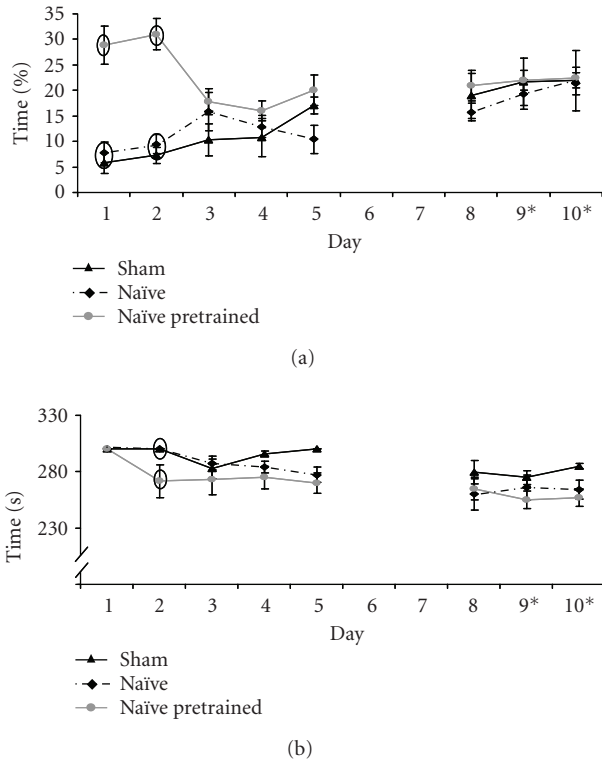 35
30
25
20
15
10
5
0
Time (%)
1 2 3 4 5 6 7 8 9* 10*
Day
Sham
Naïve
Naïve pretrained
(a)
330
280
230
Time (s)
1 2 3 4 5 6 7 8 9* 10*
Day
Sham
Naïve
Naïve pretrained
(b)